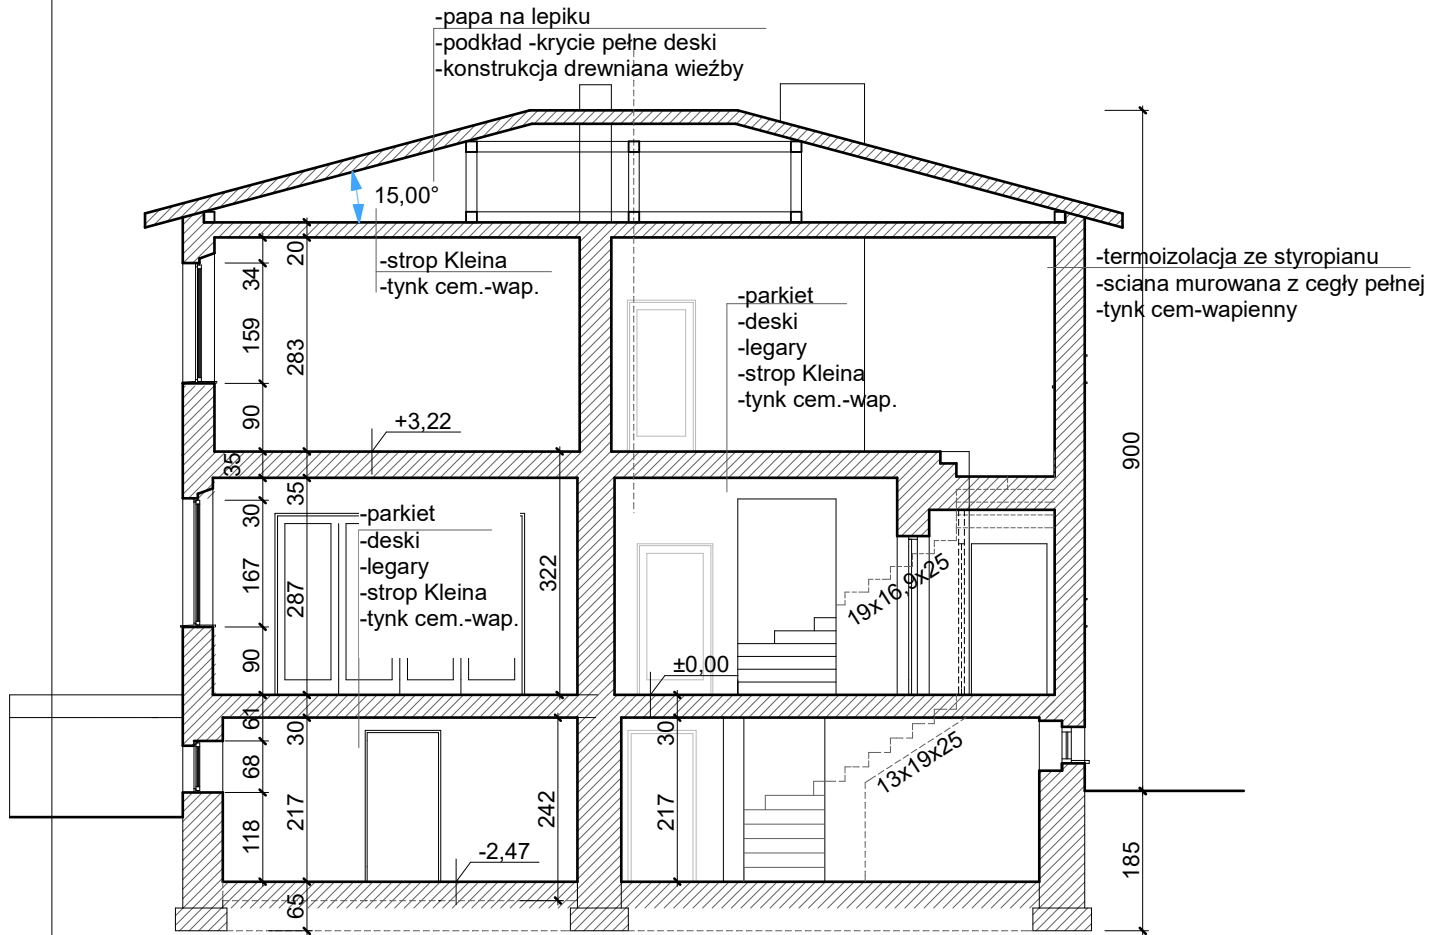 -papa na lepiku
-podkład -krycie pełne deski
-konstrukcja drewniana wieźby
15,00°
20
-strop Kleina
-tynk cem.-wap.
-termoizolacja ze styropianu
-sciana murowana z cegły pełnej
-tynk cem-wapienny
34
159
283
90
-parkiet
-deski
-legary
-strop Kleina
-tynk cem.-wap.
+3,22
900
35
35
30
167
287
90
-parkiet
-deski
-legary
-strop Kleina
-tynk cem.-wap.
322
19x16,9x25
±0,00
61
30
30
68
217
118
242
217
13x19x25
-2,47
65
185